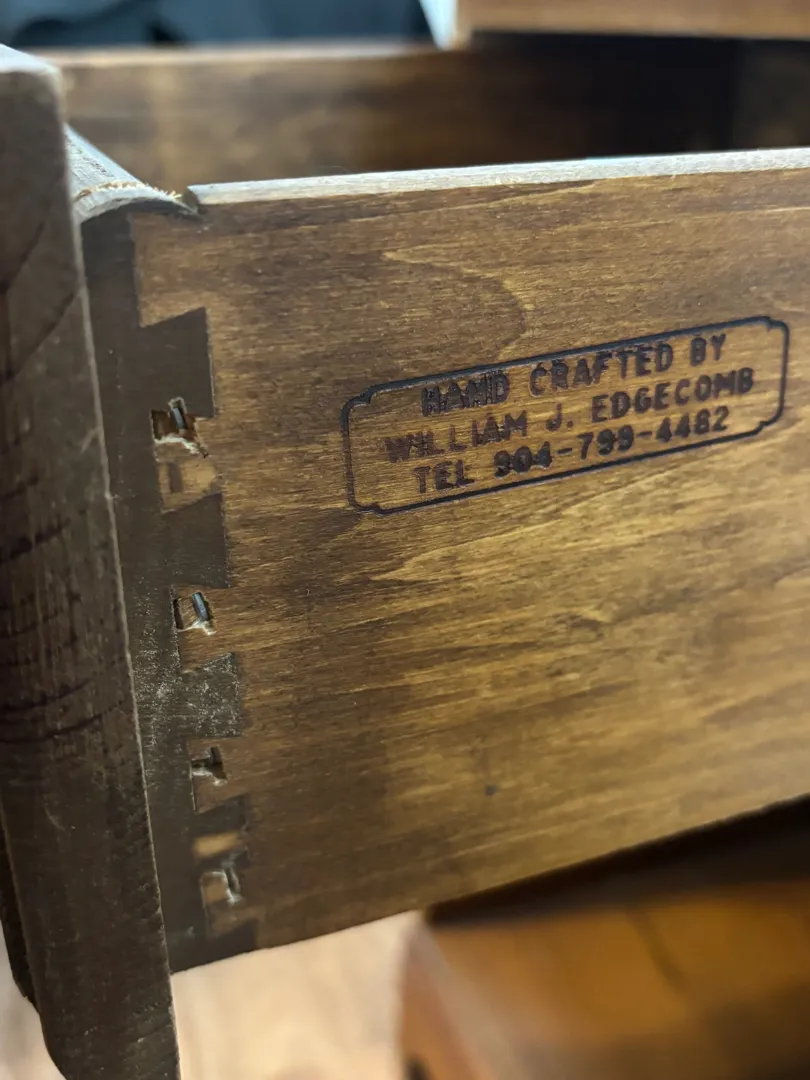 HAND CRAFTED BY
WILLIAM J. EDGECOMB
TEL 904-799-4482